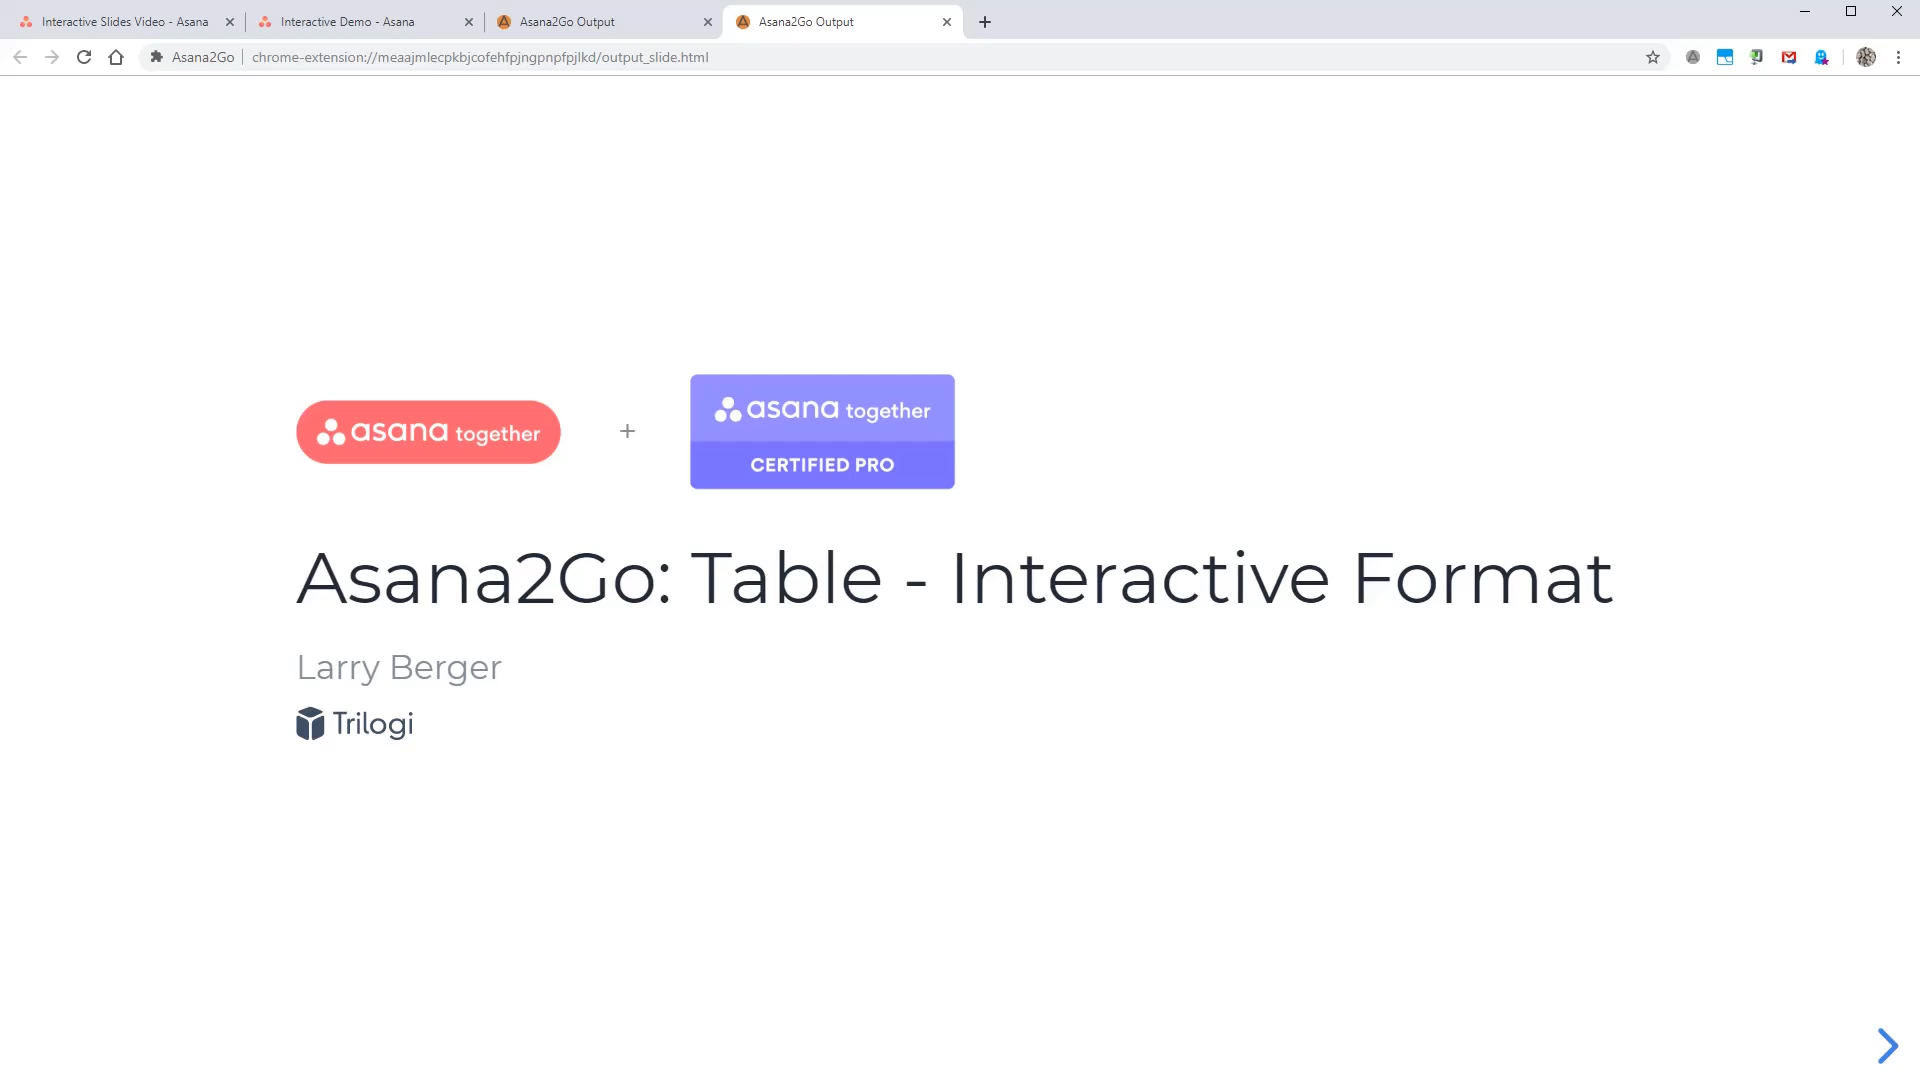 Interactive Slides Video - Asana
Interactive Demo - Asana
Asana2Go Output
Asana2Go Output
Asana2Go
chrome-extension://meaajmlecpkbjcofehfpjngpnpfpjlkd/output_slide.html
asana together
+
asana together
CERTIFIED PRO
Asana2Go: Table - Interactive Format
Larry Berger
Trilogi